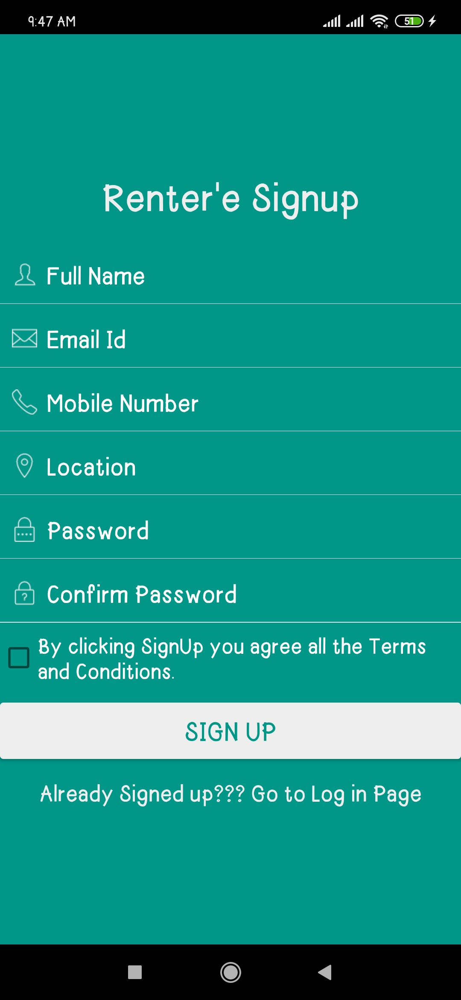 9:47 AM
51
Renter'e Signup
Full Name
Email Id
Mobile Number
Location
Password
Confirm Password
By clicking SignUp you agree all the Terms
and Conditions.
SIGN UP
Already Signed up??? Go to Log in Page